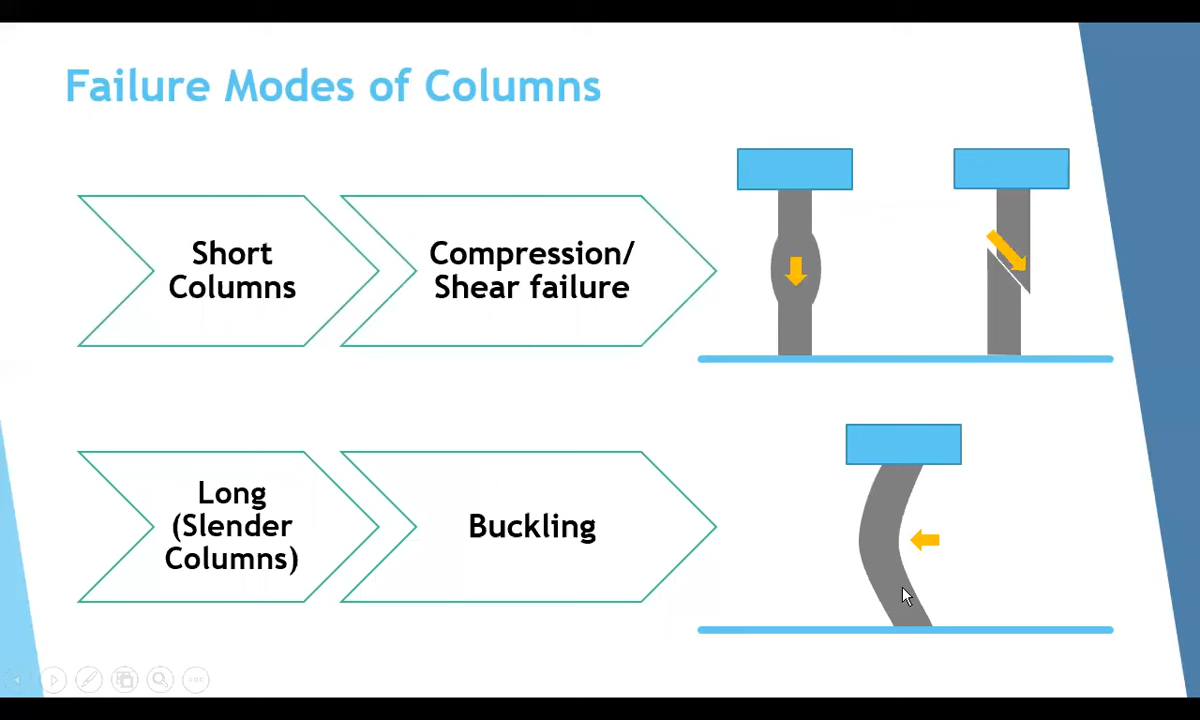 Failure Modes of Columns
Short
Columns
Compression/
Shear failure
Long
(Slender
Columns)
Buckling